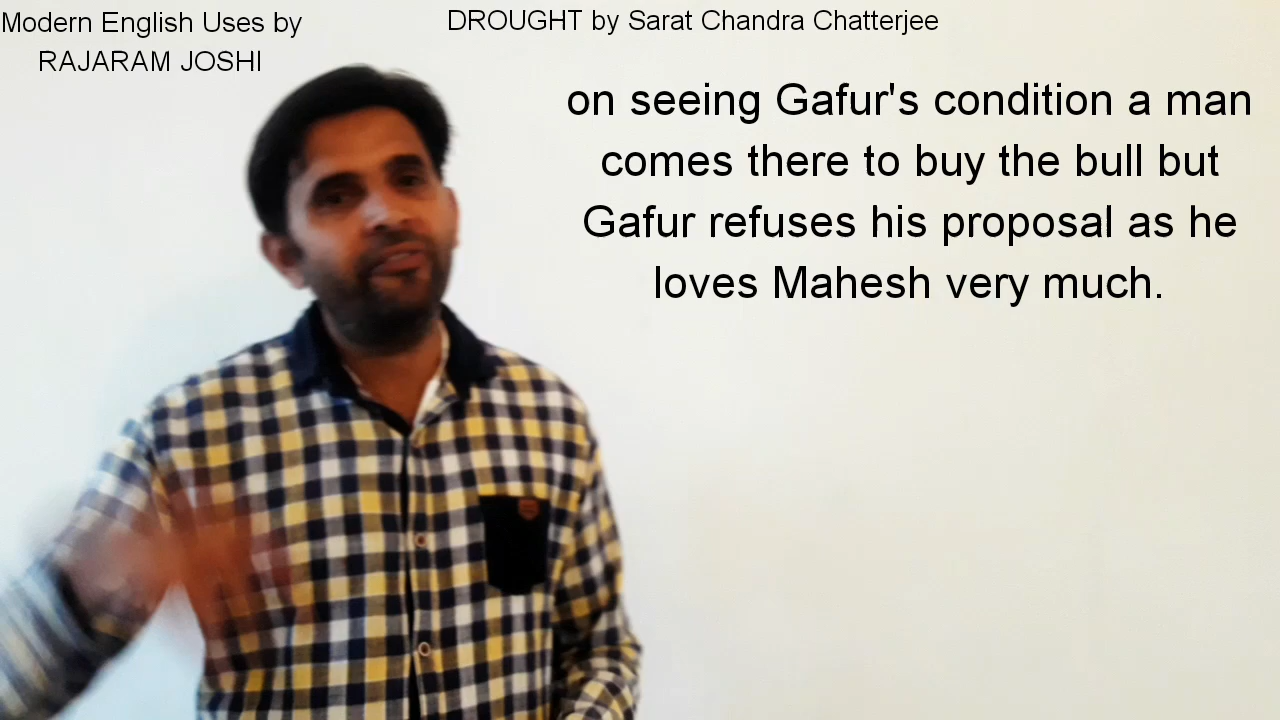 Modern English Uses by
RAJARAM JOSHI
DROUGHT by Sarat Chandra Chatterjee
on seeing Gafur's condition a man
comes there to buy the bull but
Gafur refuses his proposal as he
loves Mahesh very much.